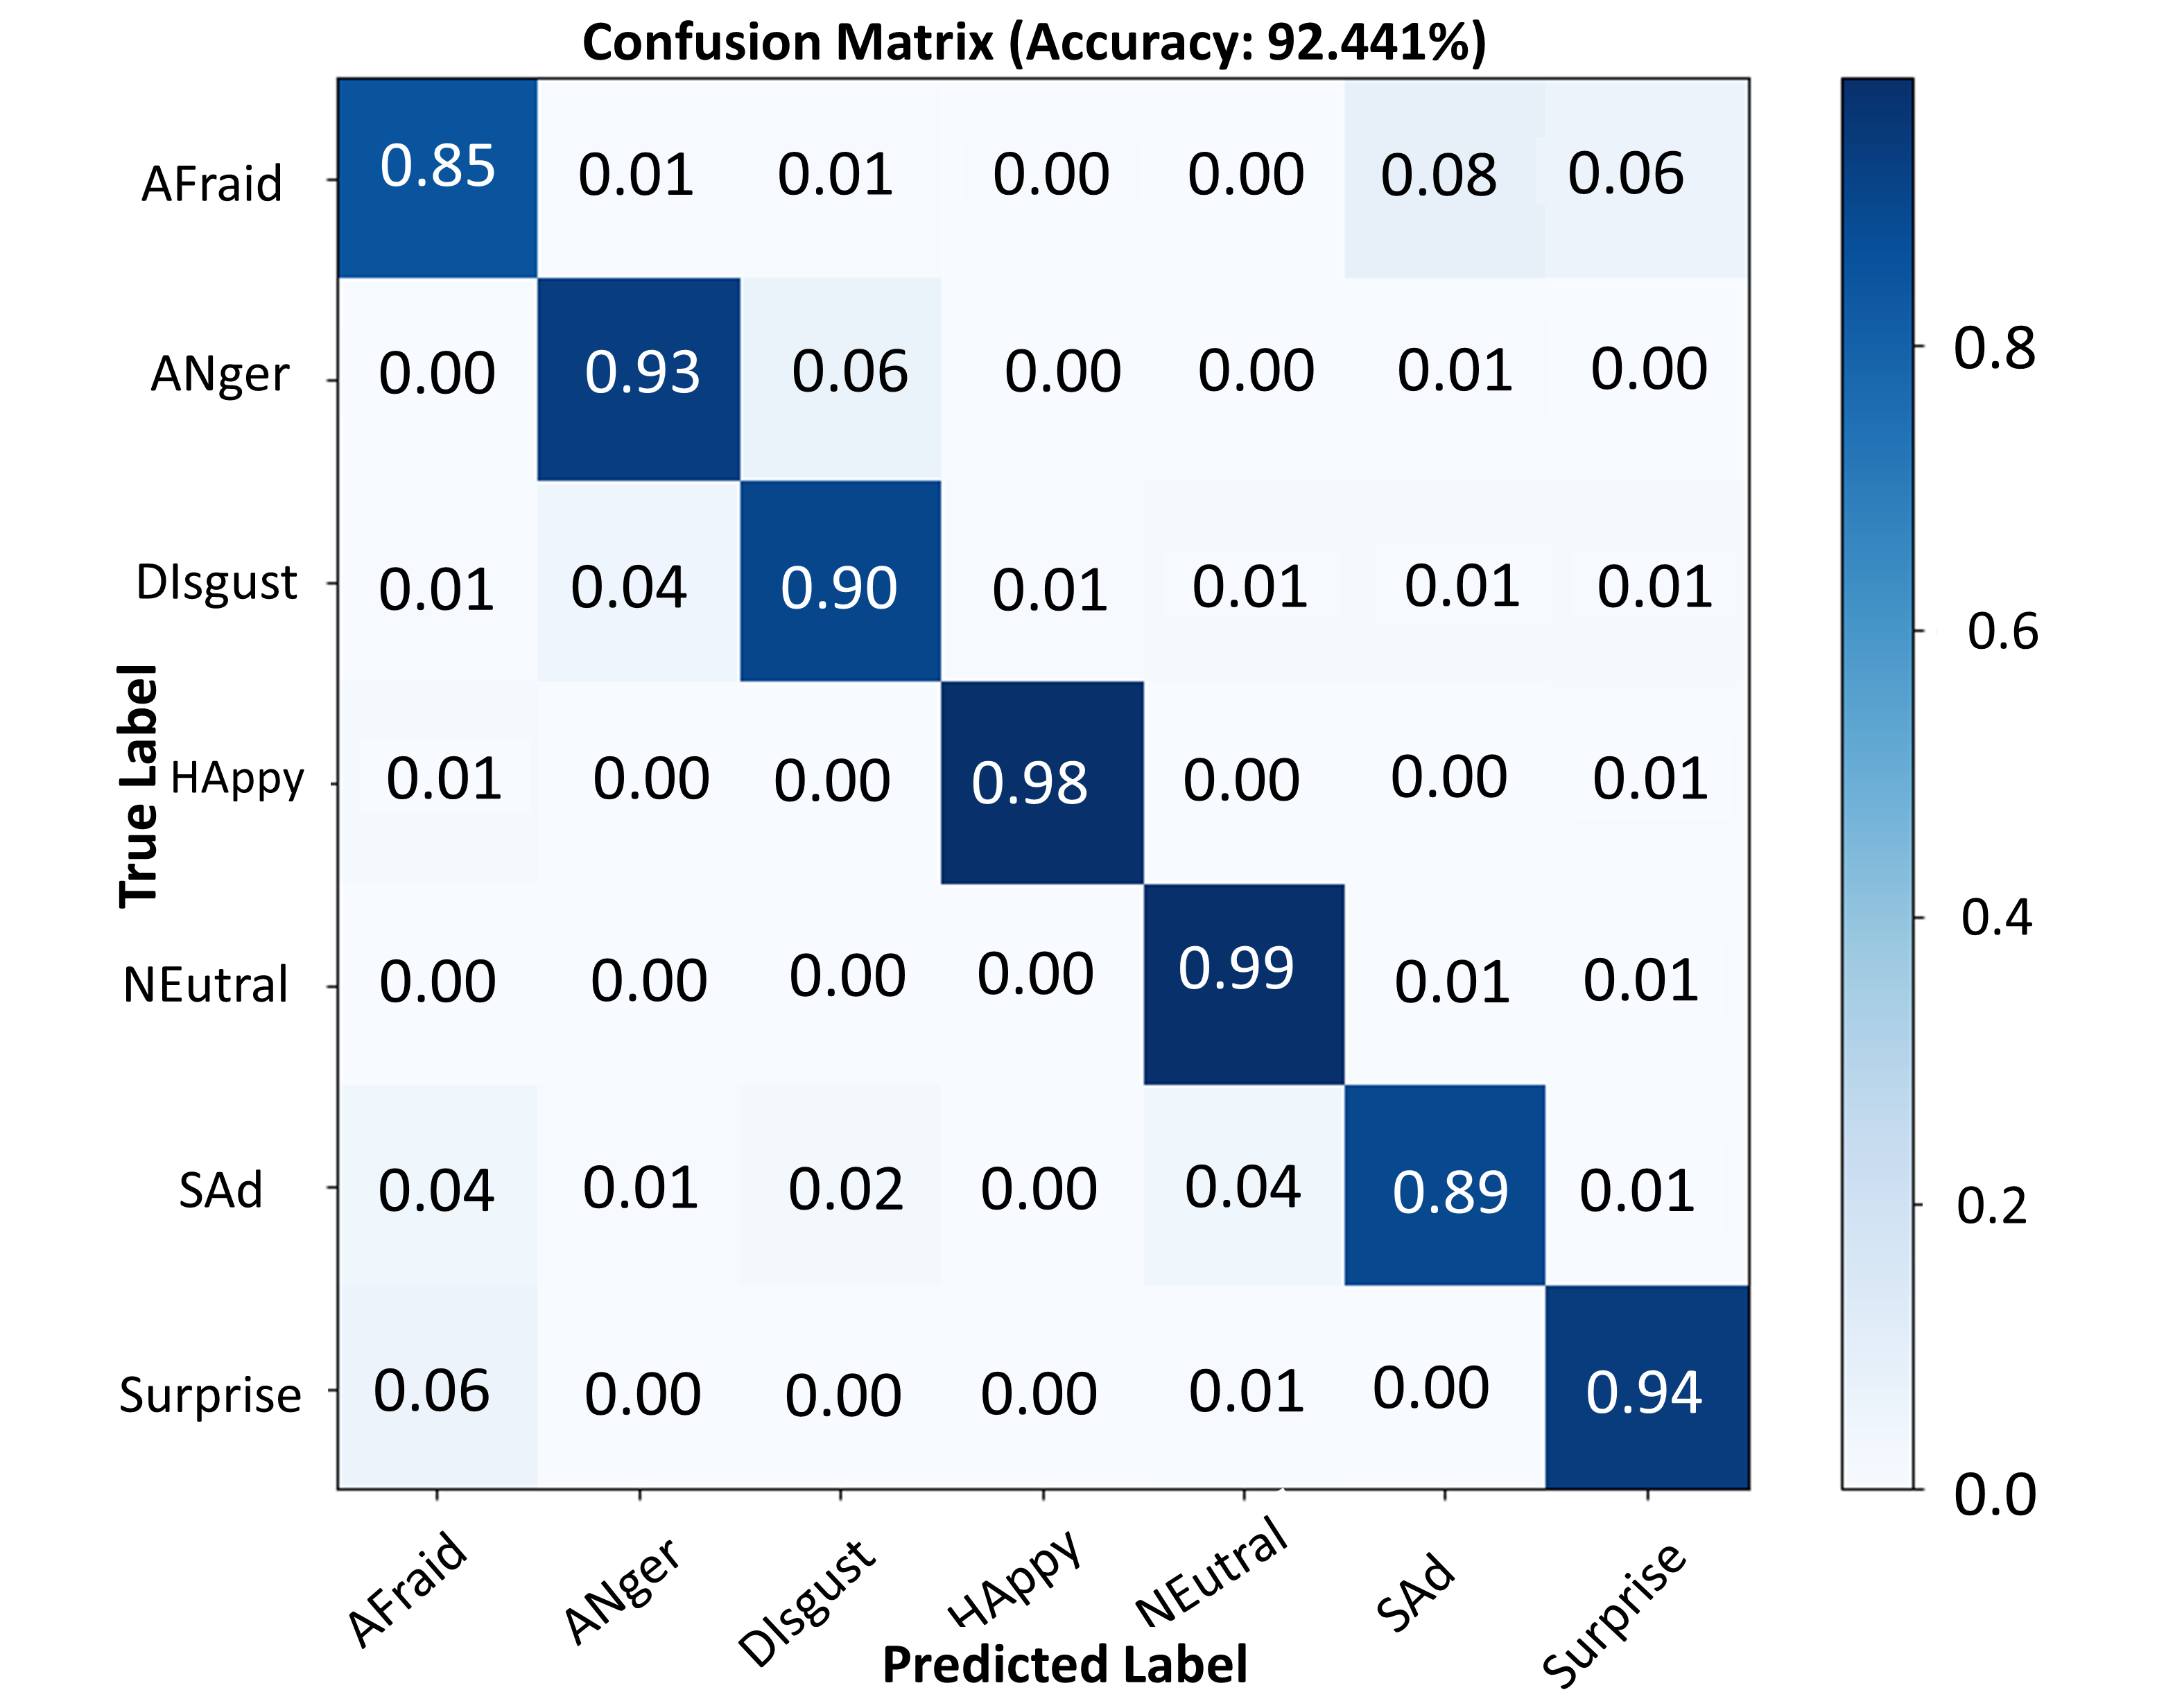 Confusion Matrix (Accuracy: 92.441%)
AFraid 0.85 0.01 0.01 0.00 0.00 0.08 0.06
ANger 0.00 0.93 0.06 0.00 0.00 0.01 0.00
DIsgust 0.01 0.04 0.90 0.01 0.01 0.01 0.01
HAppy 0.01 0.00 0.00 0.98 0.00 0.00 0.01
NEutral 0.00 0.00 0.00 0.00 0.99 0.01 0.01
SAd 0.04 0.01 0.02 0.00 0.04 0.89 0.01
Surprise 0.06 0.00 0.00 0.00 0.01 0.00 0.94
True Label
AFraid ANger DIsgust HAppy NEutral SAd Surprise
Predicted Label
0.8
0.6
0.4
0.2
0.0